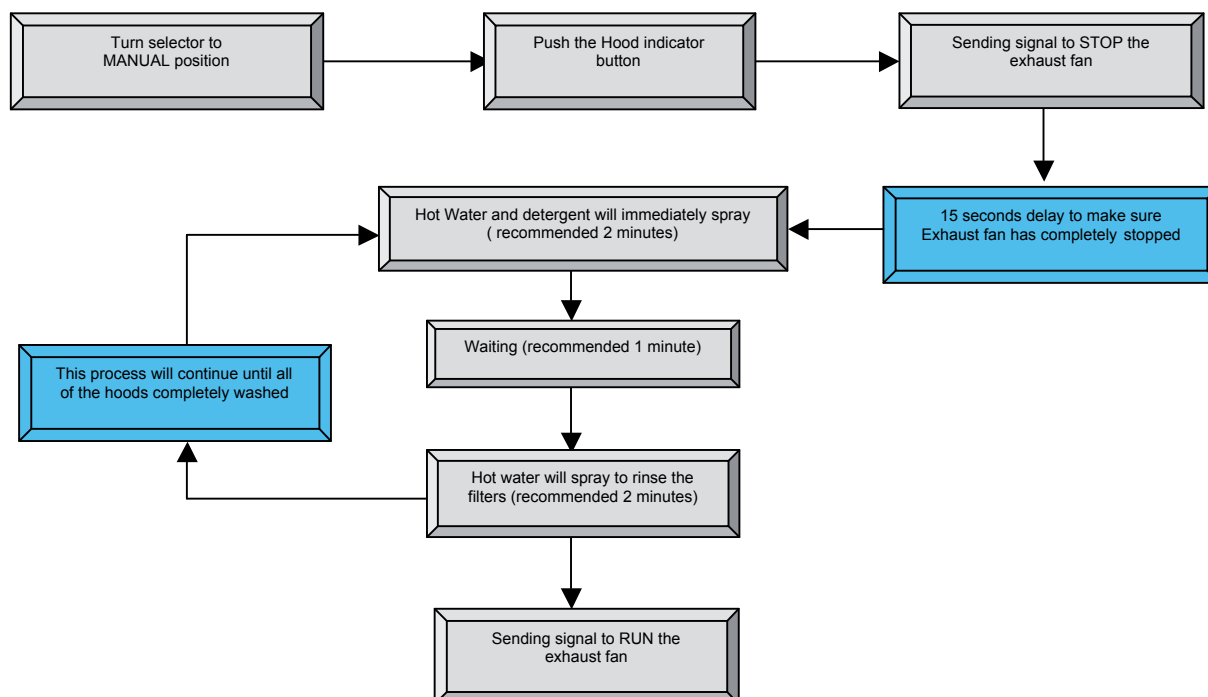 Turn selector to
MANUAL position
Push the Hood indicator
button
Sending signal to STOP the
exhaust fan
15 seconds delay to make sure
Exhaust fan has completely stopped
Hot Water and detergent will immediately spray
( recommended 2 minutes)
Waiting (recommended 1 minute)
This process will continue until all
of the hoods completely washed
Hot water will spray to rinse the
filters (recommended 2 minutes)
Sending signal to RUN the
exhaust fan